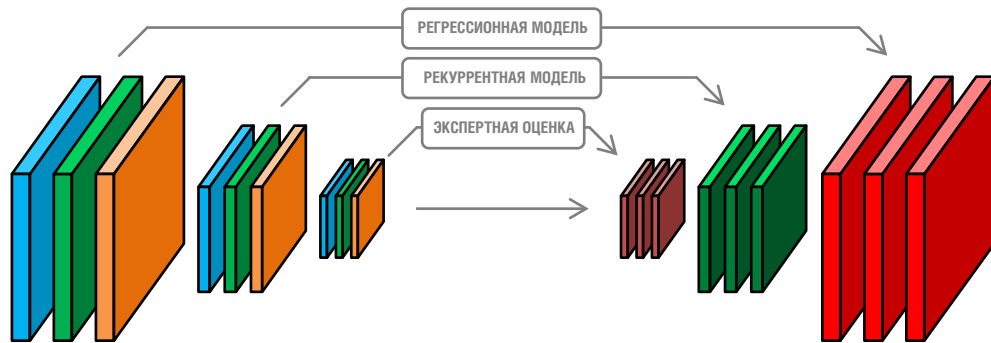 РЕГРЕССИОННАЯ МОДЕЛЬ
РЕКУРРЕНТНАЯ МОДЕЛЬ
ЭКСПЕРТНАЯ ОЦЕНКА